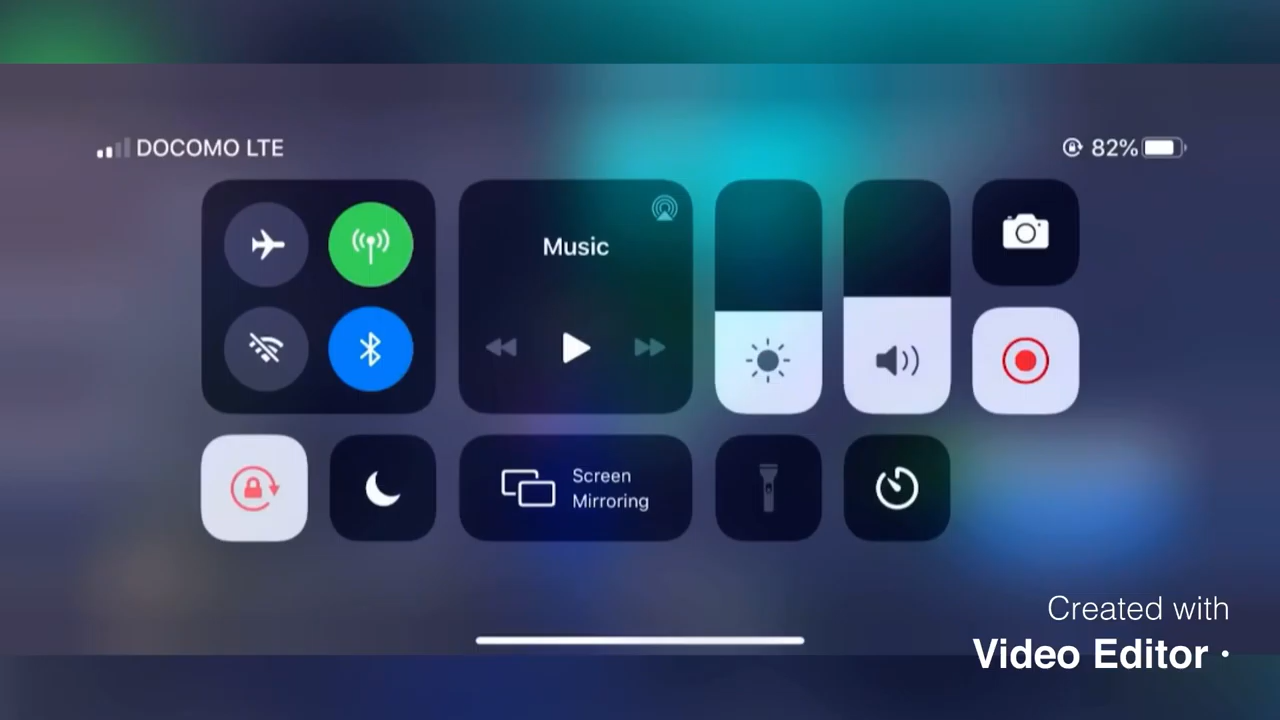 DOCOMO LTE
82%
Music
Screen
Mirroring
Created with
Video Editor ·